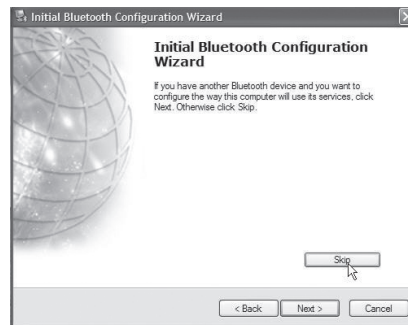 Initial Bluetooth Configuration Wizard
Initial Bluetooth Configuration
Wizard
If you have another Bluetooth device and you want to
configure the way this computer will use its services, click
Next. Otherwise click Skip.
Skip
< Back
Next >
Cancel